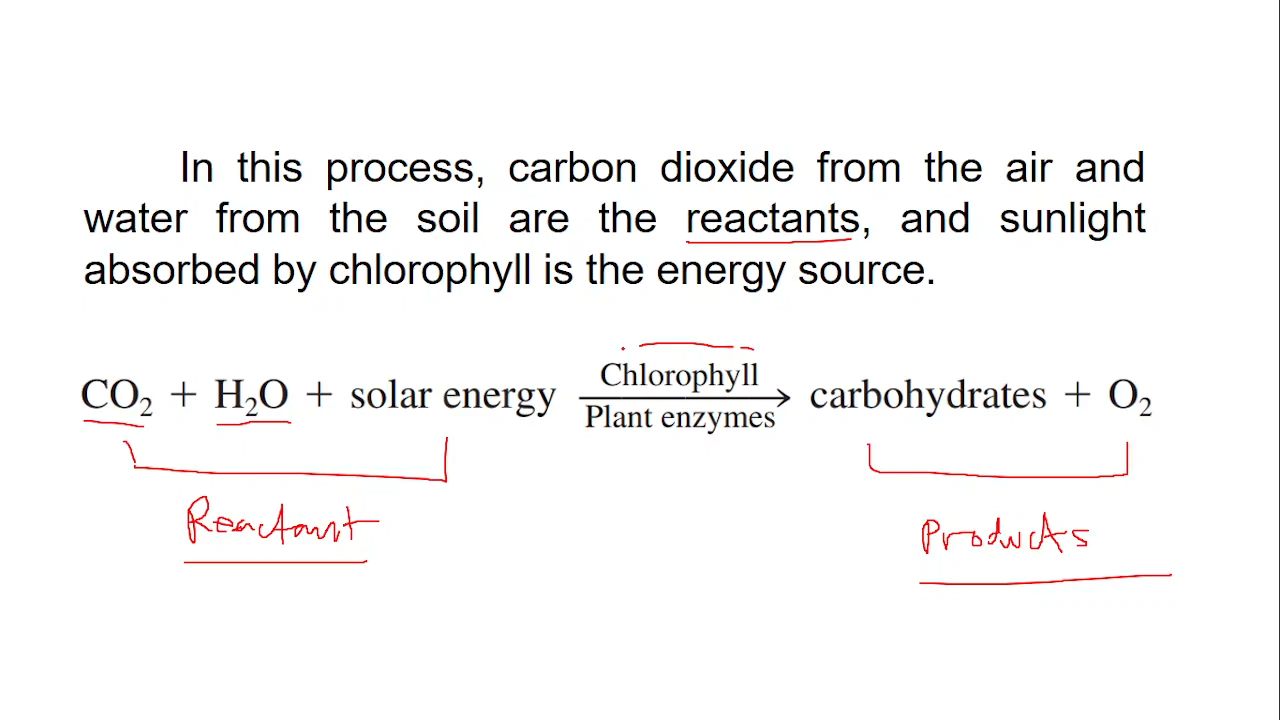 In this process, carbon dioxide from the air and
water from the soil are the reactants, and sunlight
absorbed by chlorophyll is the energy source.
Chlorophyll
CO₂ + H₂O + solar energy ⟶ carbohydrates + O₂
Plant enzymes
Reactant
Products